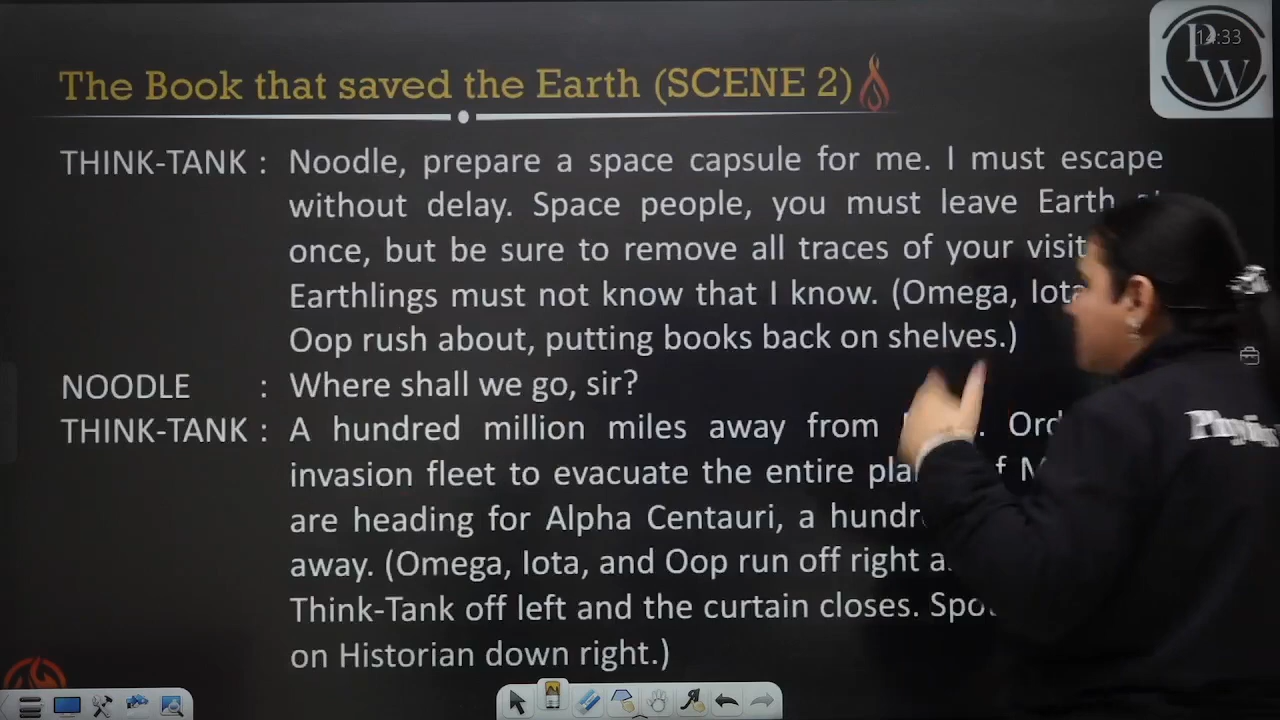 The Book that saved the Earth (SCENE 2)
PW
14:33
THINK-TANK : Noodle, prepare a space capsule for me. I must escape
without delay. Space people, you must leave Earth
once, but be sure to remove all traces of your visit
Earthlings must not know that I know. (Omega, Iota
Oop rush about, putting books back on shelves.)
NOODLE : Where shall we go, sir?
THINK-TANK : A hundred million miles away from
invasion fleet to evacuate the entire
are heading for Alpha Centauri, a
away. (Omega, Iota, and Oop run off right
Think-Tank off left and the curtain closes.
on Historian down right.)